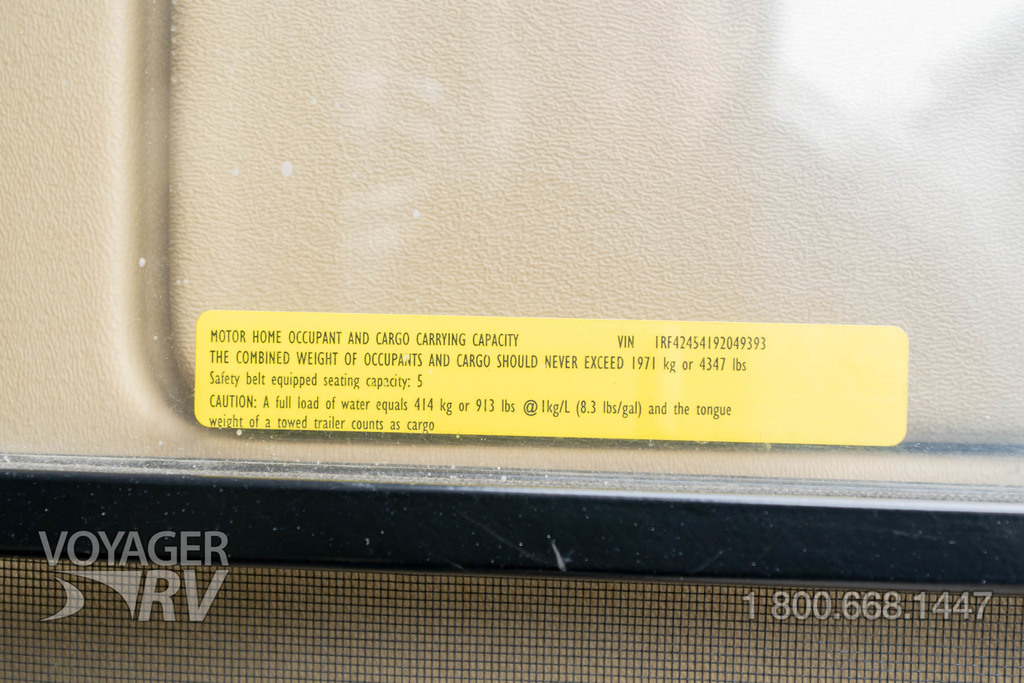 MOTOR HOME OCCUPANT AND CARGO CARRYING CAPACITY VIN 1RF42454192049393
THE COMBINED WEIGHT OF OCCUPANTS AND CARGO SHOULD NEVER EXCEED 1971 kg or 4347 lbs
Safety belt equipped seating capacity: 5
CAUTION: A full load of water equals 414 kg or 913 lbs @1kg/L (8.3 lbs/gal) and the tongue
weight of a towed trailer counts as cargo
VOYAGER
RV
1 800.668.1447